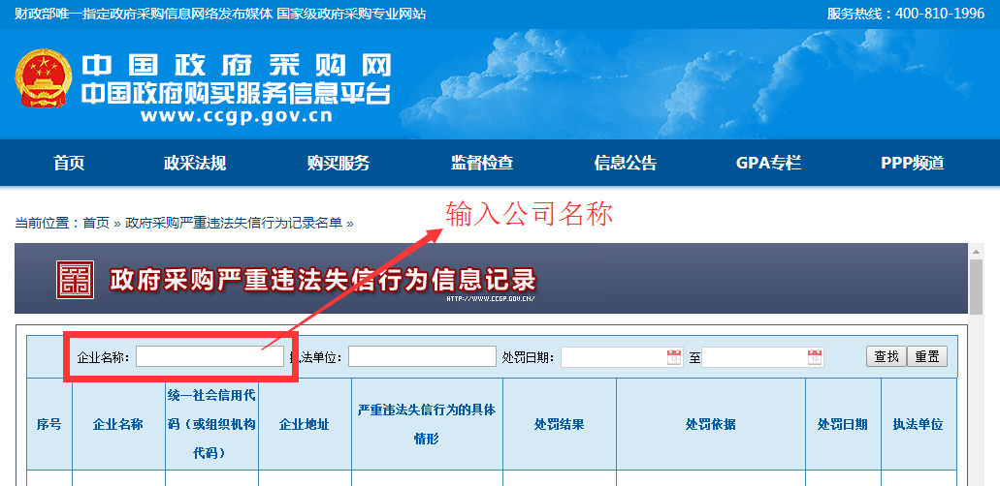 财政部唯一指定政府采购信息网络发布媒体 国家级政府采购专业网站
服务热线：400-810-1996
中国政府采购网
中国政府购买服务信息平台
www.ccgp.gov.cn
首页 政采法规 购买服务 监督检查 信息公告 GPA专栏 PPP频道
输入公司名称
当前位置：首页 » 政府采购严重违法失信行为记录名单 »
政府采购严重违法失信行为信息记录
HTTP://WWW.CCGP.GOV.CN/
企业名称： 执法单位： 处罚日期： 至 查找 重置
序号
企业名称
统一社会信用代
码（或组织机构
代码）
企业地址
严重违法失信行为的具体
情形
处罚结果
处罚依据
处罚日期
执法单位